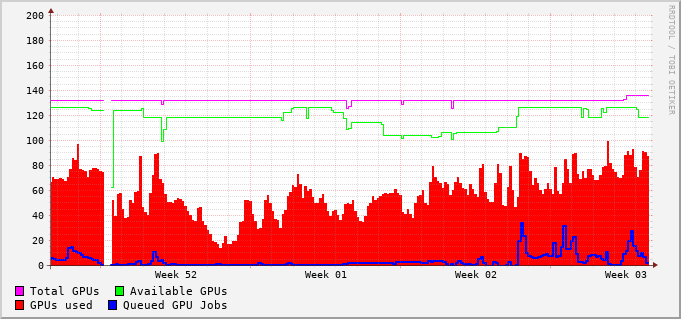 200
180
160
140
120
100
80
60
40
20
0
Week 52 Week 01 Week 02 Week 03
Total GPUs Available GPUs
GPUs used Queued GPU Jobs
RRDTOOL / TOBI OETIKER